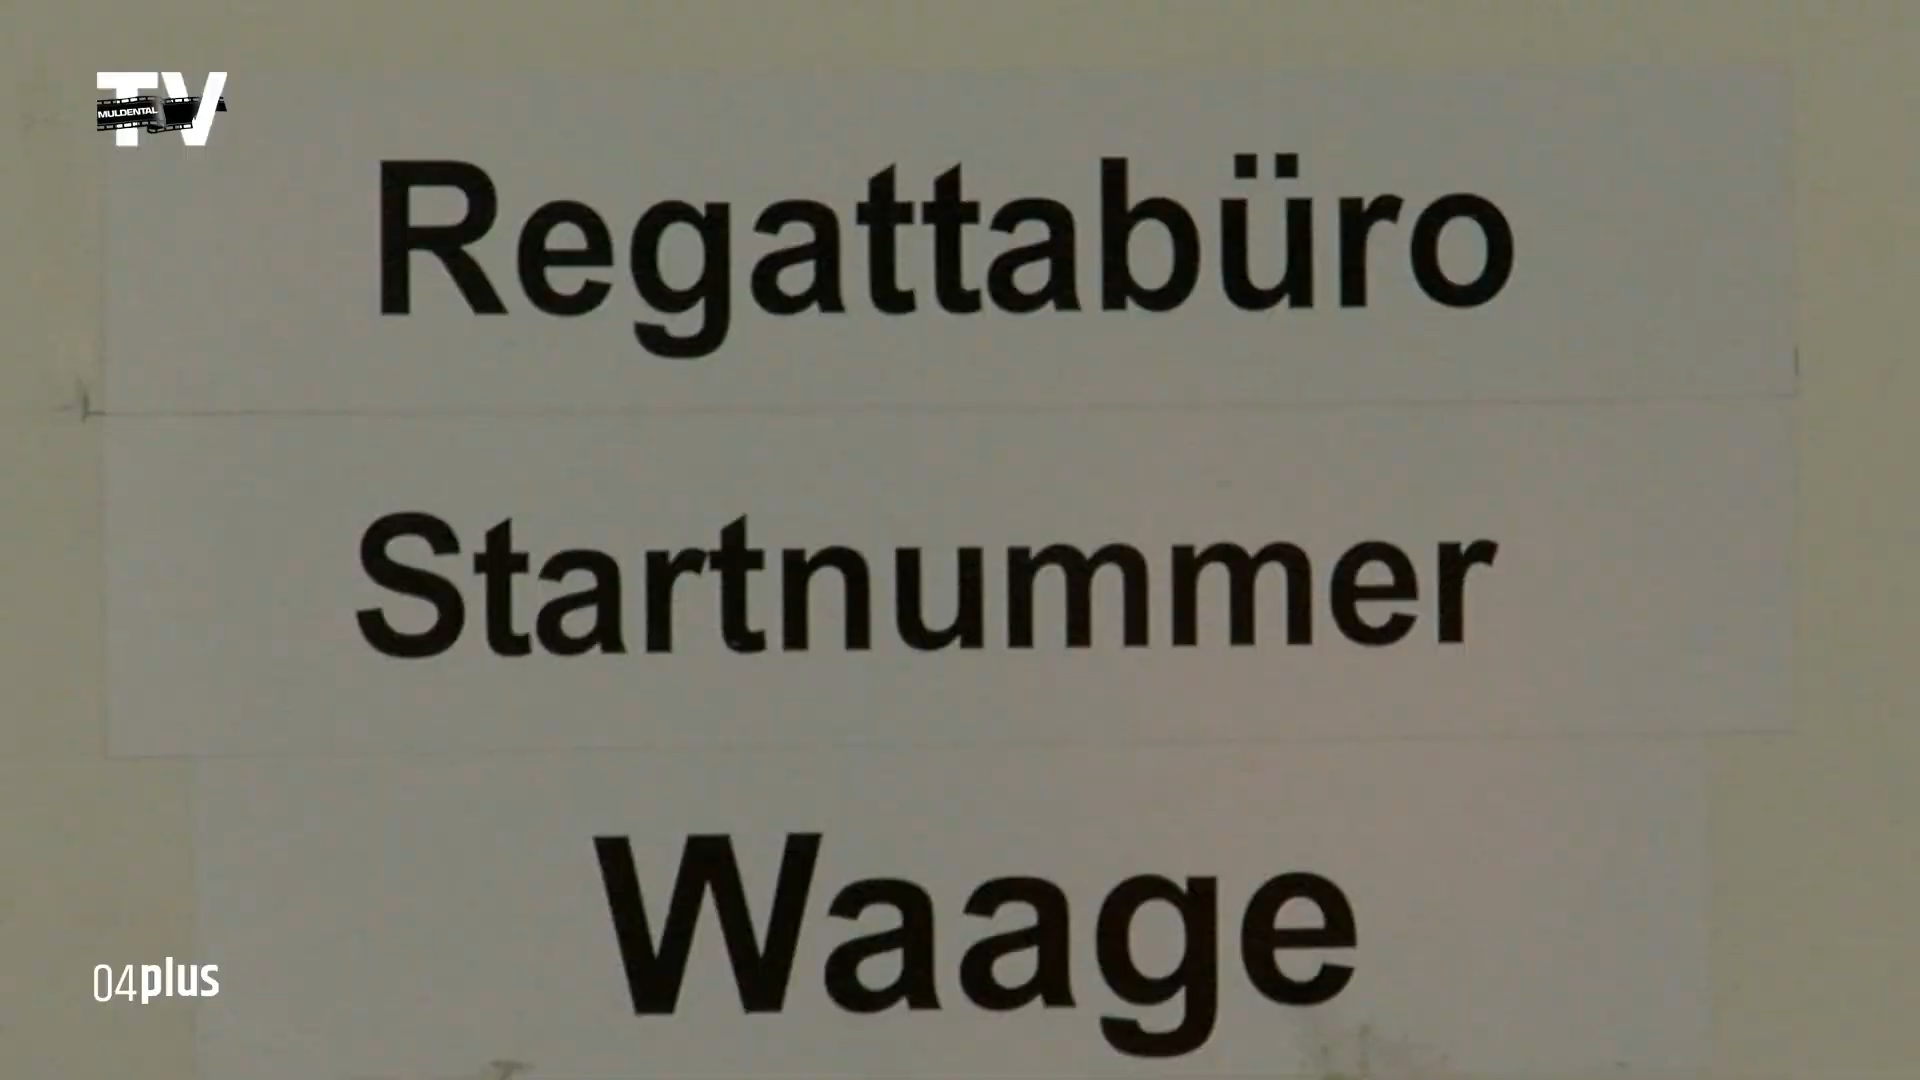 TV
MULDENTAL
Regattabüro
Startnummer
Waage
04plus